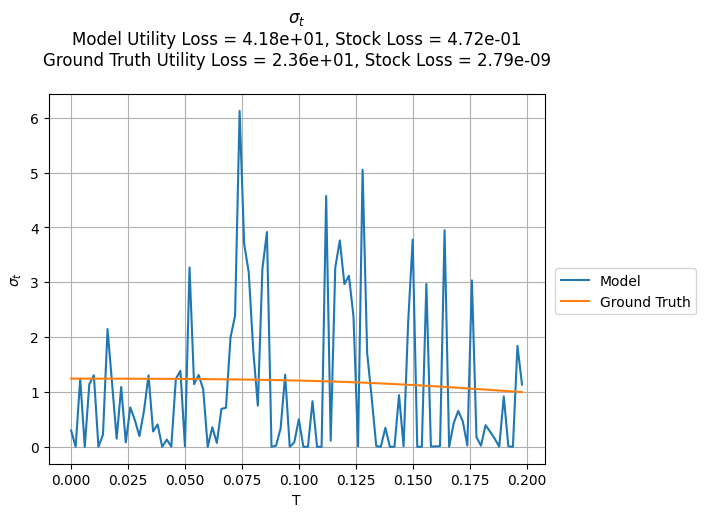 σₜ
Model Utility Loss = 4.18e+01, Stock Loss = 4.72e-01
Ground Truth Utility Loss = 2.36e+01, Stock Loss = 2.79e-09
6
5
4
3
2
1
0
σₜ
0.000 0.025 0.050 0.075 0.100 0.125 0.150 0.175 0.200
T
Model
Ground Truth